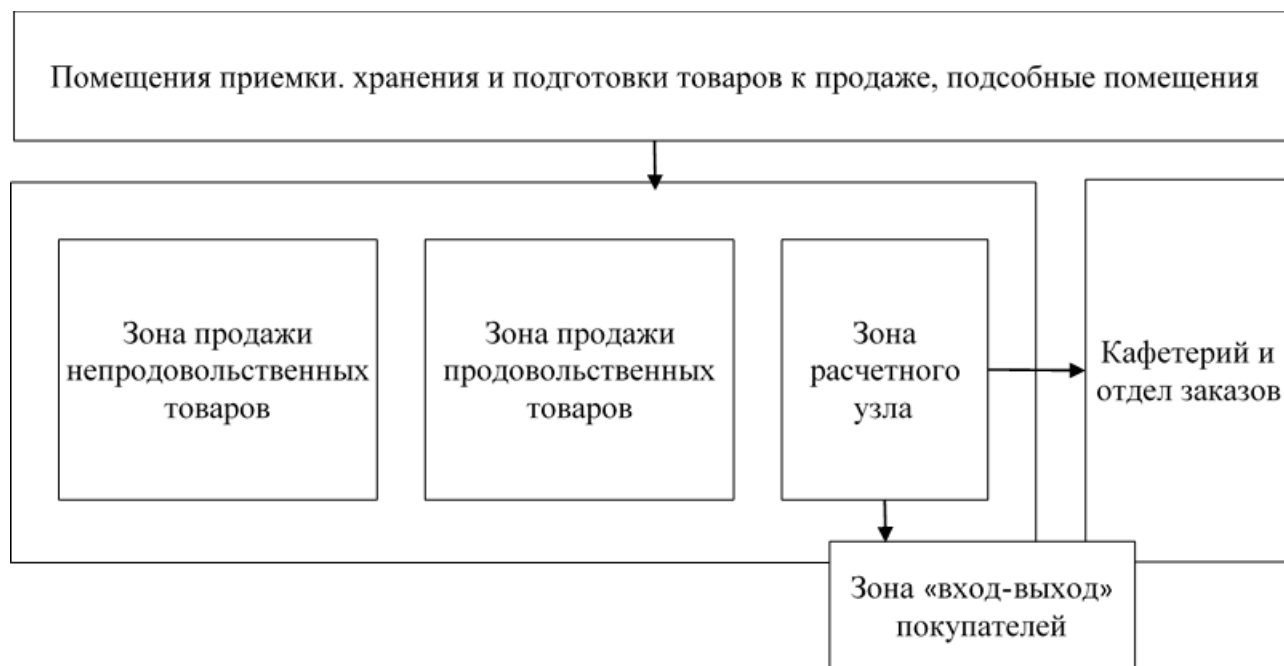 Помещения приемки. хранения и подготовки товаров к продаже, подсобные помещения
Зона продажи
непродовольственных
товаров
Зона продажи
продовольственных
товаров
Зона
расчетного
узла
Кафетерий и
отдел заказов
Зона «вход-выход»
покупателей